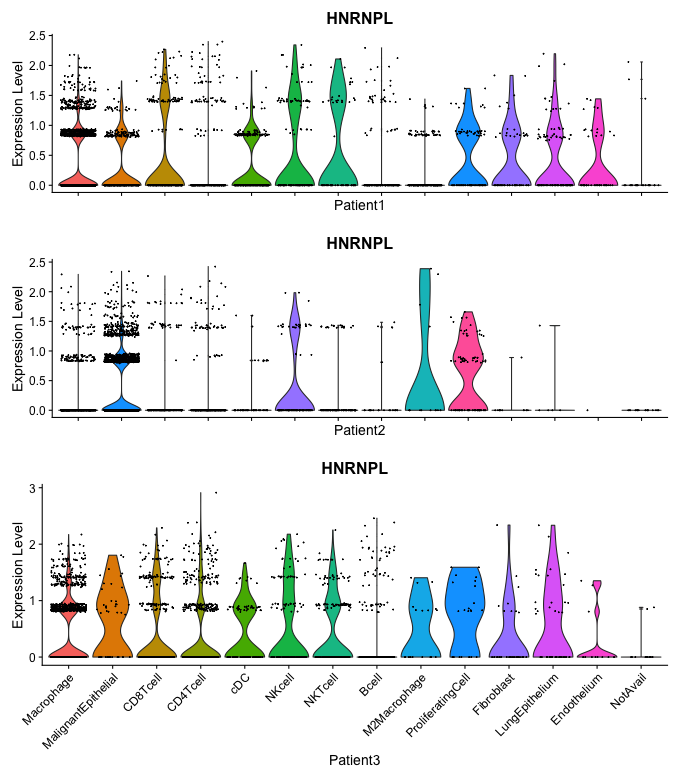 HNRNPL
Expression Level
2.5
2.0
1.5
1.0
0.5
0.0
Patient1
HNRNPL
Expression Level
2.5
2.0
1.5
1.0
0.5
0.0
Patient2
HNRNPL
Expression Level
3
2
1
0
Macrophage
MalignantEpithelial
CD8Tcell
CD4Tcell
cDC
NKcell
NKTcell
Bcell
M2Macrophage
ProliferatingCell
Fibroblast
LungEpithelium
Endothelium
NotAvail
Patient3